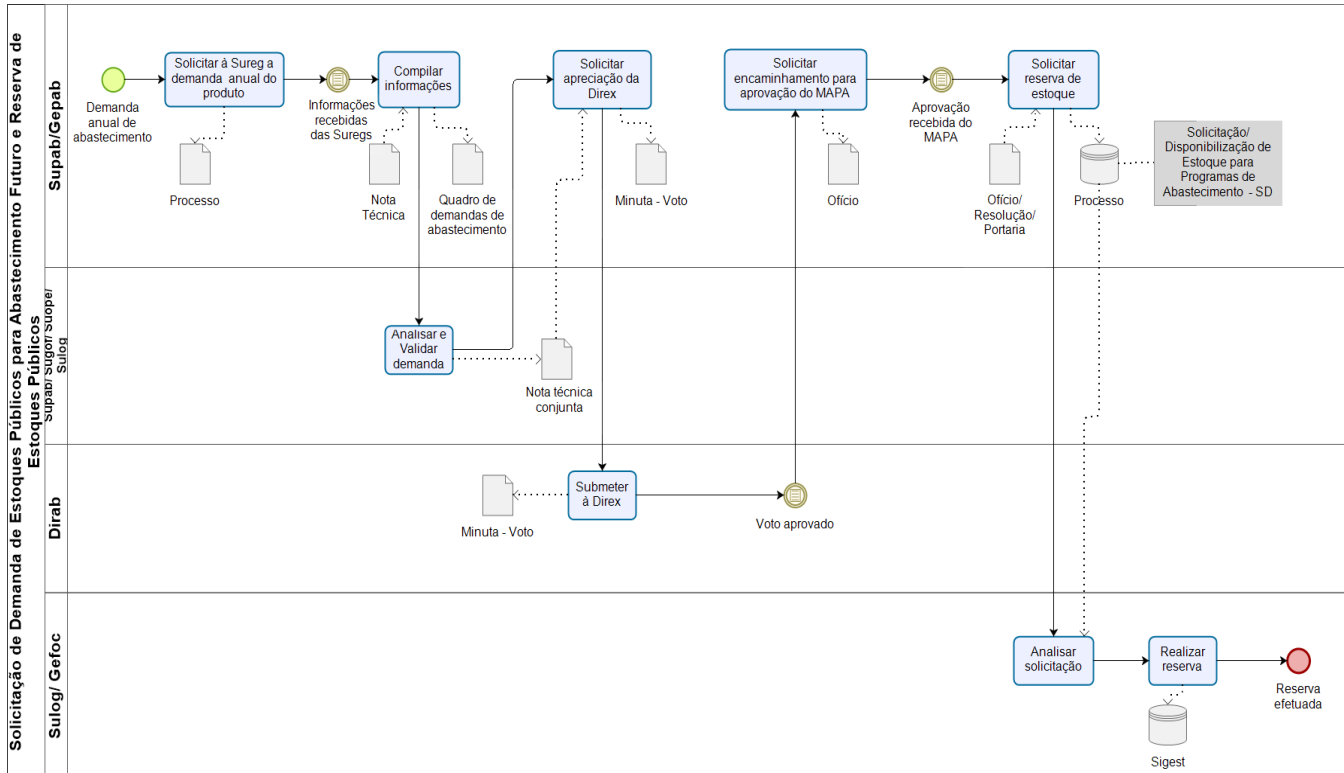 Solicitação de Demanda de Estoques Públicos para Abastecimento Futuro e Reserva de
Estoques Públicos
Supab/Gepab
Demanda
anual de
abastecimento
Solicitar à Sureg a
demanda anual do
produto
Processo
Informações
recebidas
das Suregs
Compilar
informações
Nota
Técnica
Quadro de
demandas de
abastecimento
Solicitar
apreciação da
Direx
Minuta - Voto
Solicitar
encaminhamento para
aprovação do MAPA
Ofício
Aprovação
recebida do
MAPA
Solicitar
reserva de
estoque
Ofício/
Resolução/
Portaria
Processo
Solicitação/
Disponibilização de
Estoque para
Programas de
Abastecimento - SD
Supab/ Sugof/ Suope/
Sulog
Analisar e
Validar
demanda
Nota técnica
conjunta
Dirab
Minuta - Voto
Submeter
à Direx
Voto aprovado
Sulog/ Gefoc
Analisar
solicitação
Realizar
reserva
Sigest
Reserva
efetuada